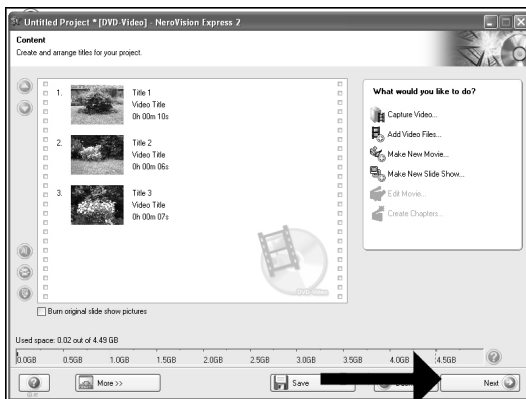 Untitled Project * [DVD-Video] - NeroVision Express 2
Content
Create and arrange titles for your project.
1. Title 1
Video Title
0h 00m 10s
2. Title 2
Video Title
0h 00m 06s
3. Title 3
Video Title
0h 00m 07s
DVD-Video
Burn original slide show pictures
What would you like to do?
Capture Video...
Add Video Files...
Make New Movie...
Make New Slide Show...
Edit Movie...
Create Chapters...
Used space: 0.02 out of 4.49 GB
0.0GB 0.5GB 1.0GB 1.5GB 2.0GB 2.5GB 3.0GB 3.5GB 4.0GB 4.5GB
More >> Save Next